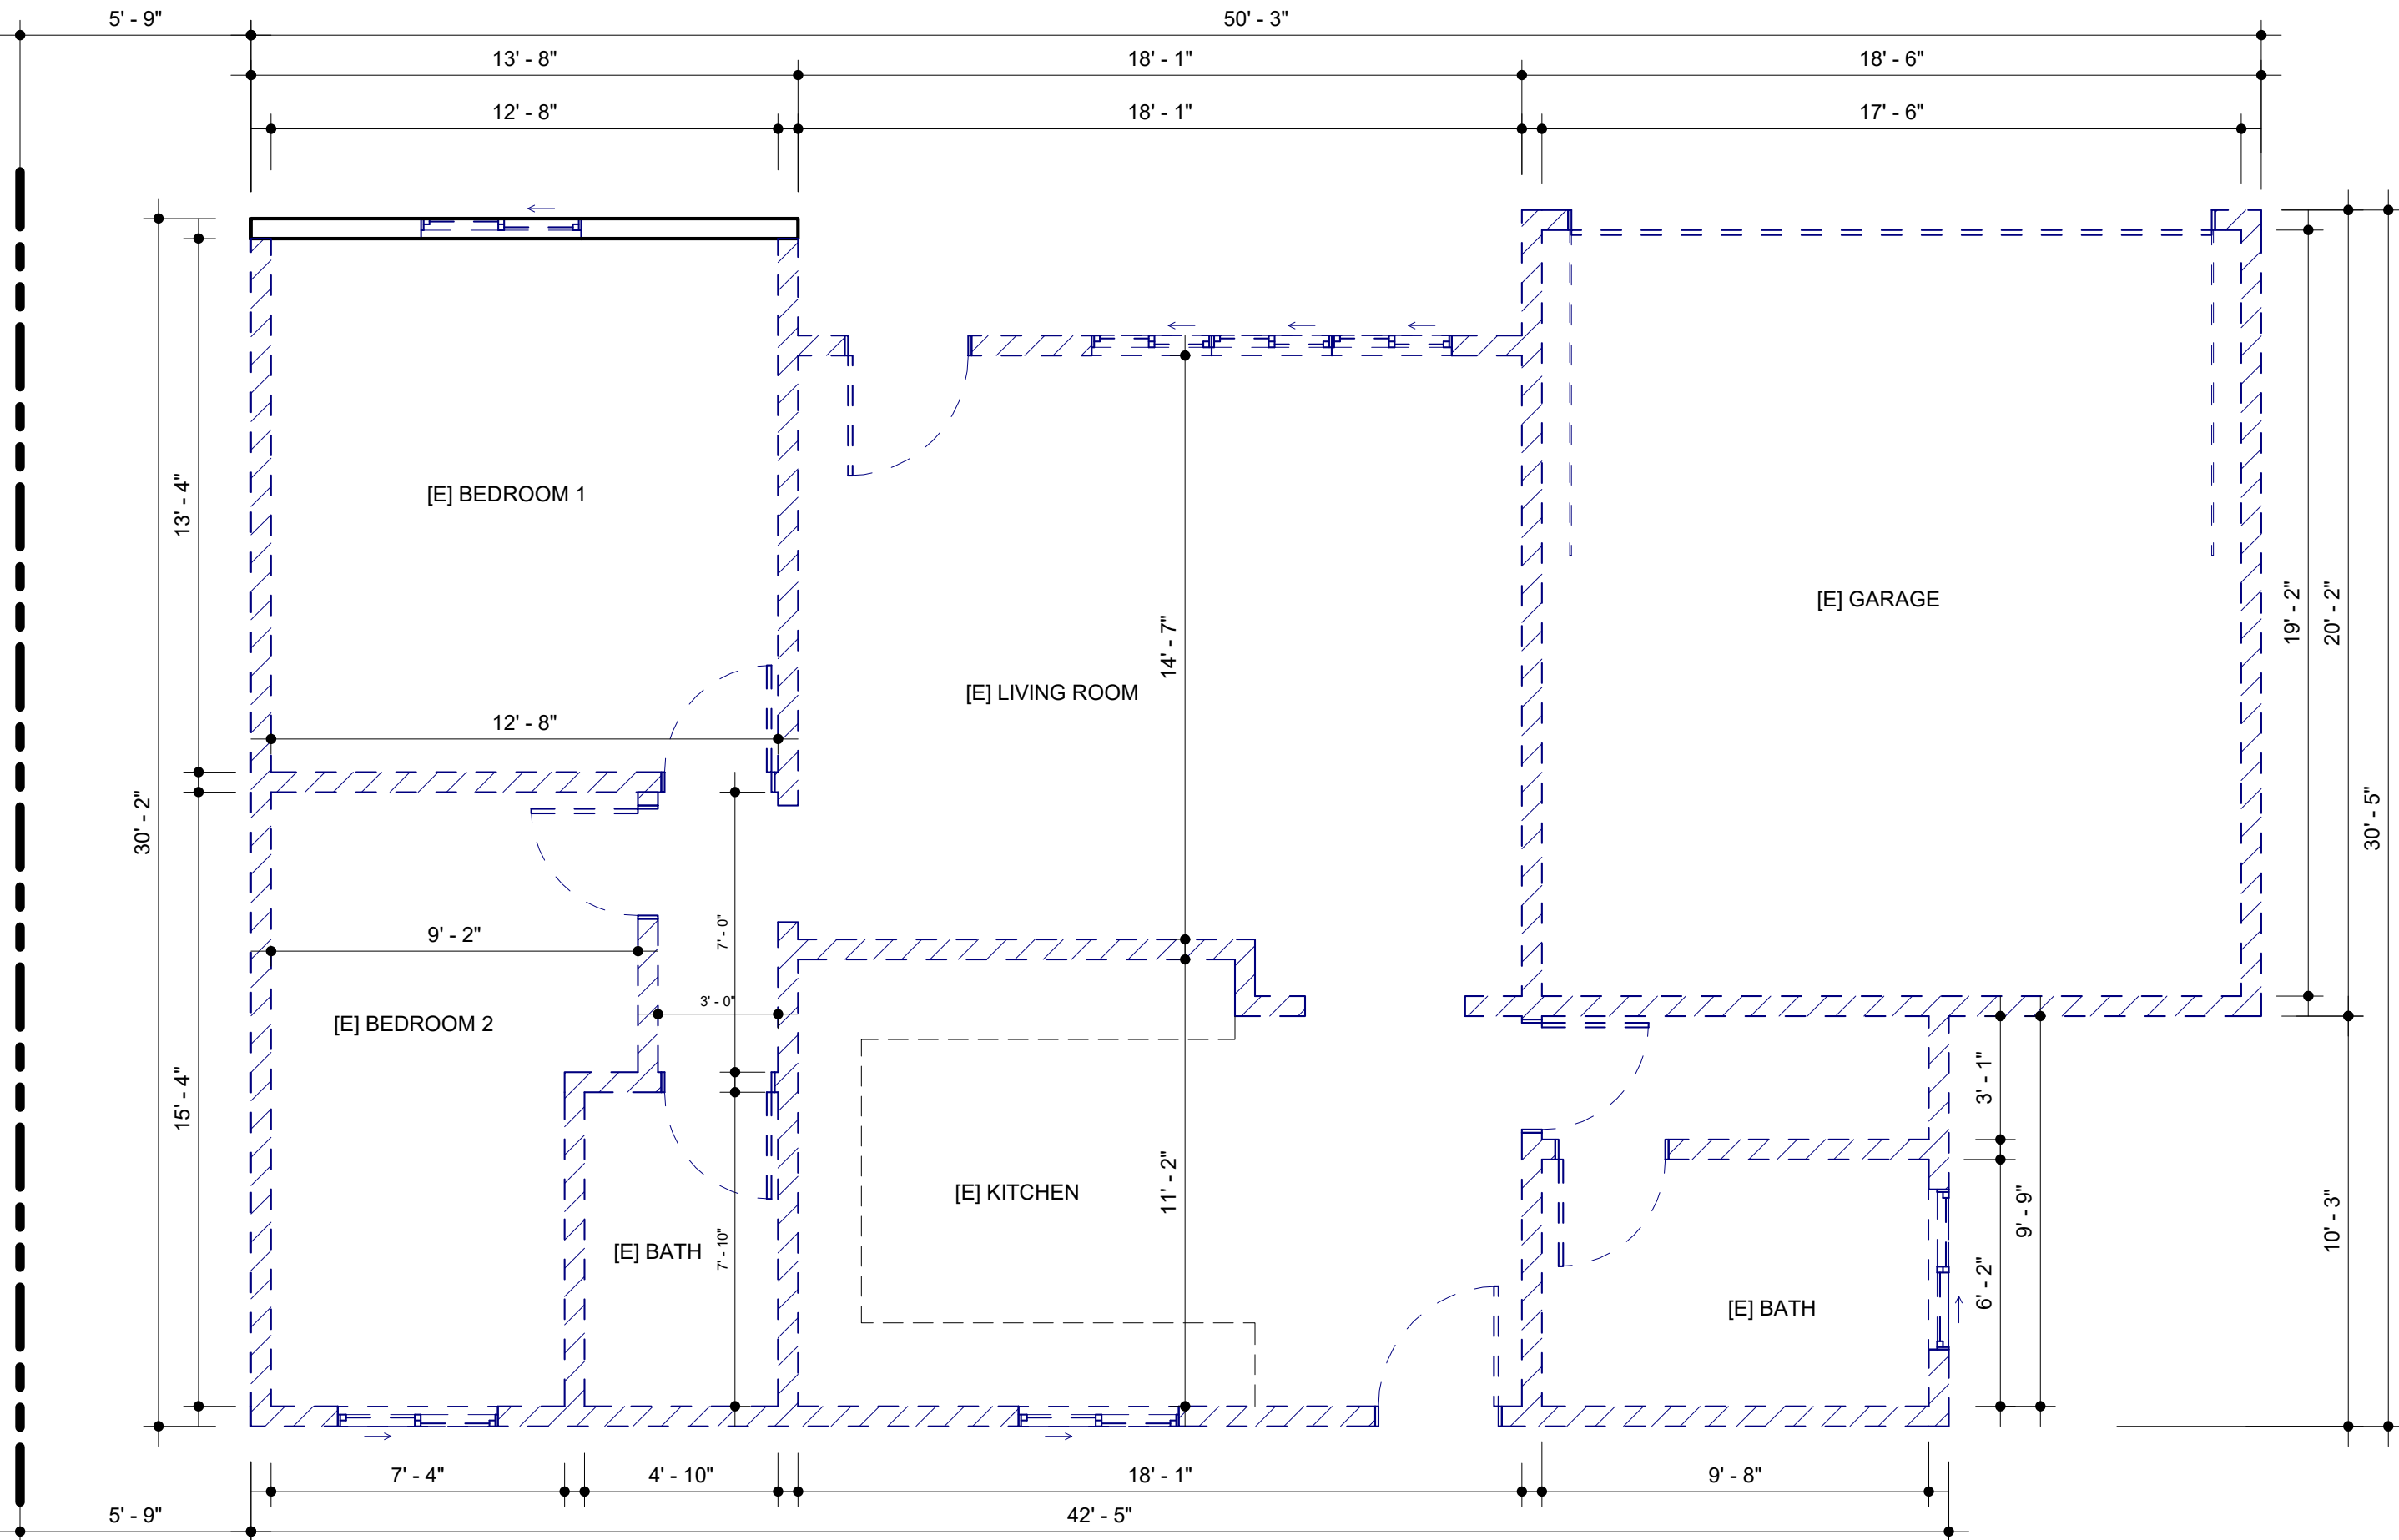 5' - 9"
50' - 3"
13' - 8"
18' - 1"
18' - 6"
12' - 8"
18' - 1"
17' - 6"
[E] BEDROOM 1
13' - 4"
[E] GARAGE
19' - 2"
20' - 2"
14' - 7"
[E] LIVING ROOM
12' - 8"
30' - 2"
30' - 5"
9' - 2"
7' - 0"
3' - 0"
[E] BEDROOM 2
15' - 4"
3' - 1"
[E] KITCHEN
11' - 2"
9' - 9"
10' - 3"
[E] BATH
7' - 10"
6' - 2"
[E] BATH
7' - 4"
4' - 10"
18' - 1"
9' - 8"
5' - 9"
42' - 5"